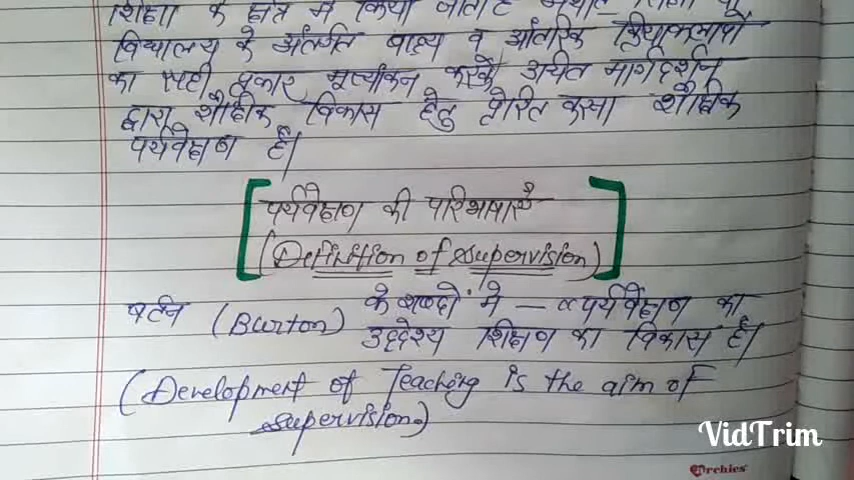 शिक्षा के क्षेत्र में किया जाता है
विद्यालय के अंतर्गत बाह्य व आंतरिक क्रियाकलापों
का सही प्रकार मूल्यांकन करके उचित मार्गदर्शन
द्वारा शैक्षिक विकास हेतु प्रेरित करना शैक्षिक
पर्यवेक्षण है।
पर्यवेक्षण की परिभाषाएँ
(Definition of supervision)
बर्टन (Burton) के शब्दों में — "पर्यवेक्षण का
उद्देश्य शिक्षण का विकास है।
(Development of Teaching is the aim of
supervision)
VidTrim
Archies